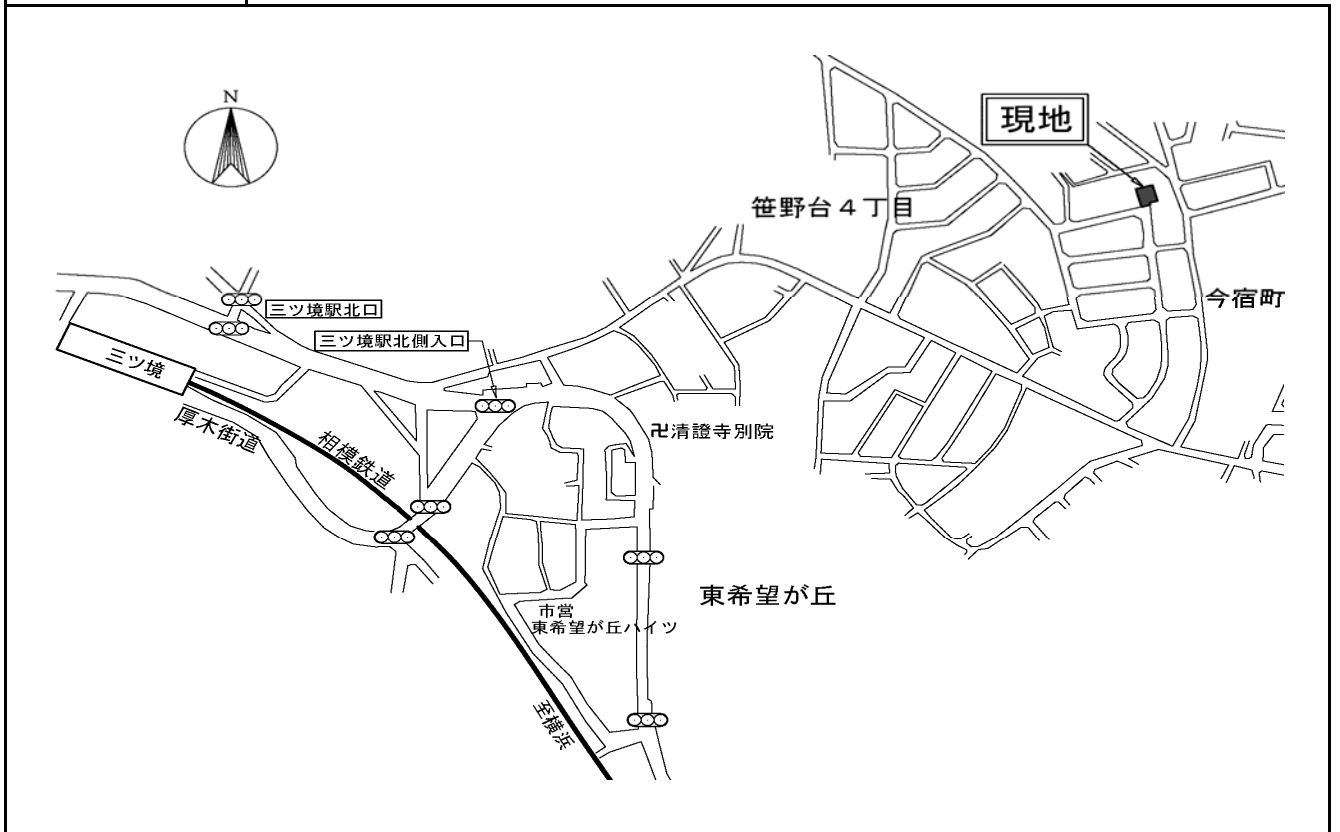 N
現地
笹野台４丁目
今宿町
三ツ境駅北口
三ツ境駅北側入口
三ツ境
厚木街道
相模鉄道
卍清證寺別院
東希望が丘
市営
東希望が丘ハイツ
至横浜